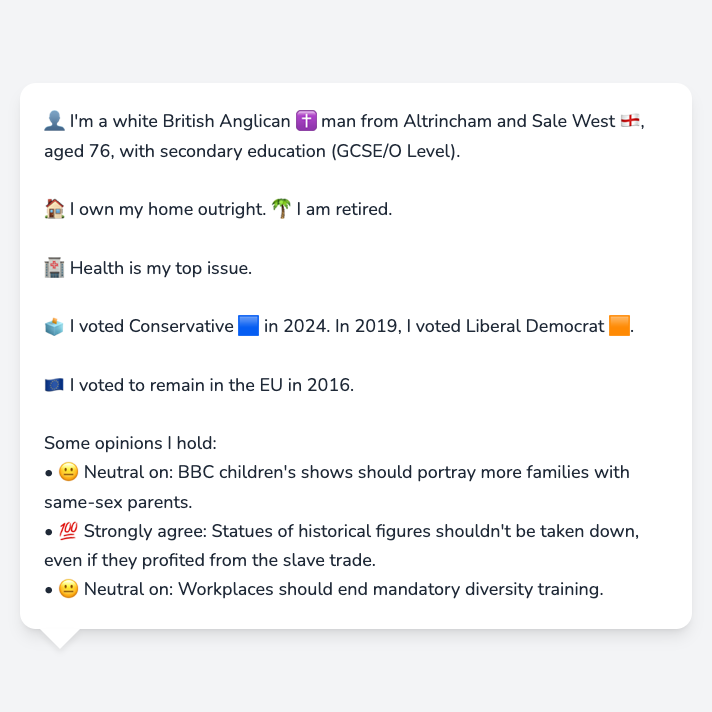 👤 I'm a white British Anglican ✝️ man from Altrincham and Sale West 🏴󠁧󠁢󠁥󠁮󠁧󠁿,
aged 76, with secondary education (GCSE/O Level).
🏠 I own my home outright. 🌴 I am retired.
🏥 Health is my top issue.
🗳️ I voted Conservative 🟦 in 2024. In 2019, I voted Liberal Democrat 🟧.
🇪🇺 I voted to remain in the EU in 2016.
Some opinions I hold:
• 😐 Neutral on: BBC children's shows should portray more families with
same-sex parents.
• 💯 Strongly agree: Statues of historical figures shouldn't be taken down,
even if they profited from the slave trade.
• 😐 Neutral on: Workplaces should end mandatory diversity training.